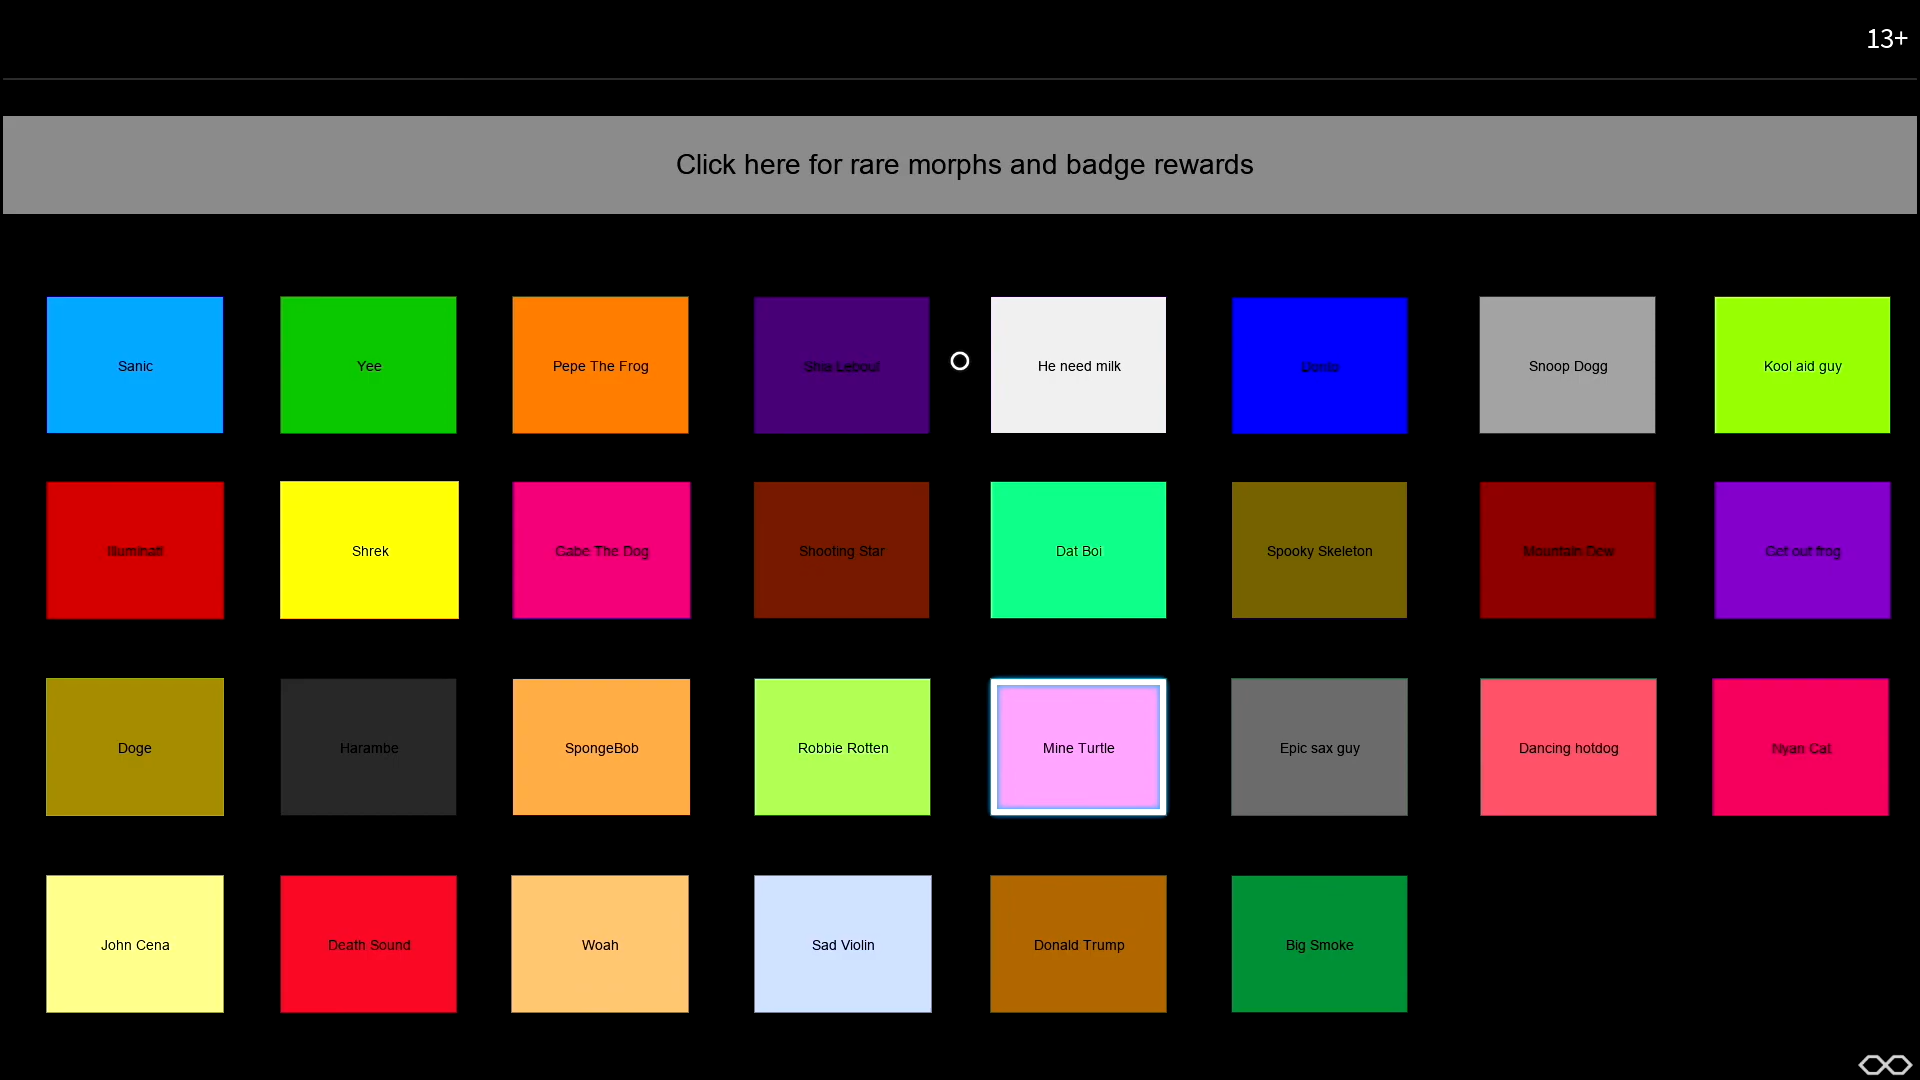 13+
Click here for rare morphs and badge rewards
Sanic
Yee
Pepe The Frog
Shia Leboul
He need milk
Snoop Dogg
Kool aid guy
Illuminati
Shrek
Gabe The Dog
Shooting Star
Dat Boi
Spooky Skeleton
Mountain Dew
Get out frog
Doge
Harambe
SpongeBob
Robbie Rotten
Mine Turtle
Epic sax guy
Dancing hotdog
Nyan Cat
John Cena
Death Sound
Woah
Sad Violin
Donald Trump
Big Smoke